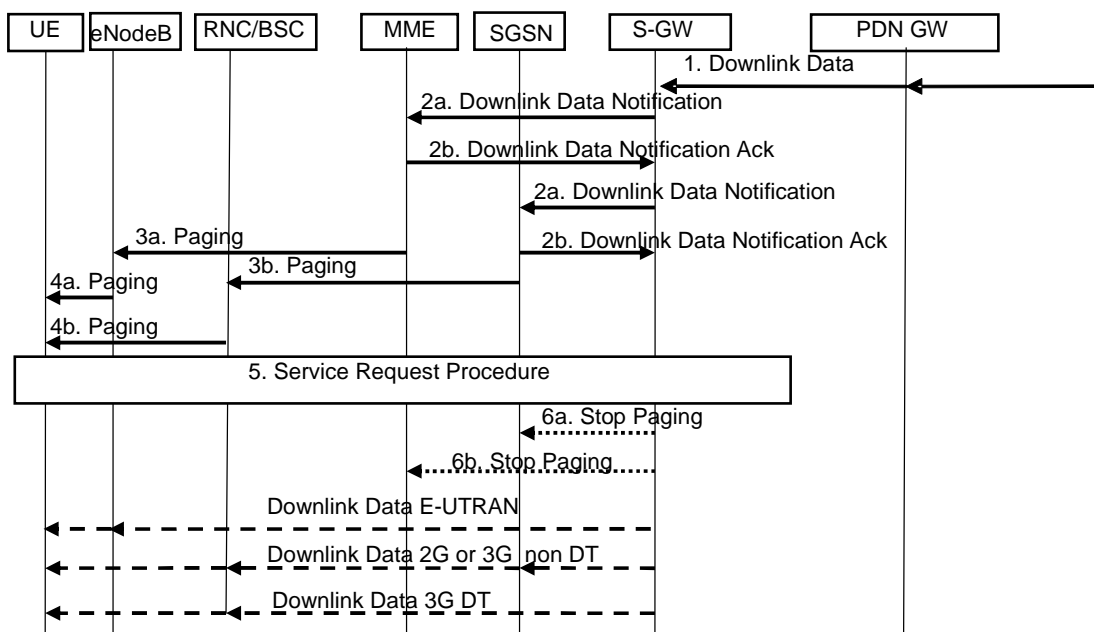 UE eNodeB RNC/BSC MME SGSN S-GW PDN GW
1. Downlink Data
2a. Downlink Data Notification
2b. Downlink Data Notification Ack
2a. Downlink Data Notification
3a. Paging
2b. Downlink Data Notification Ack
3b. Paging
4a. Paging
4b. Paging
5. Service Request Procedure
6a. Stop Paging
6b. Stop Paging
Downlink Data E-UTRAN
Downlink Data 2G or 3G non DT
Downlink Data 3G DT